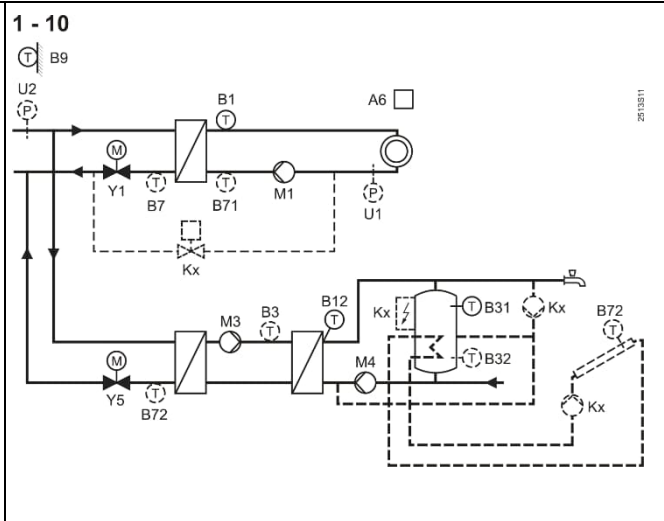 1 - 10
T B9
U2
P
B1
T
A6
2513S11
M
Y1
T
B7
T
B71
M1
P
U1
Kx
M3
B3
T
B12
T
Kx
T B31
Kx
B72
T
M
Y5
T
B72
M4
T B32
Kx